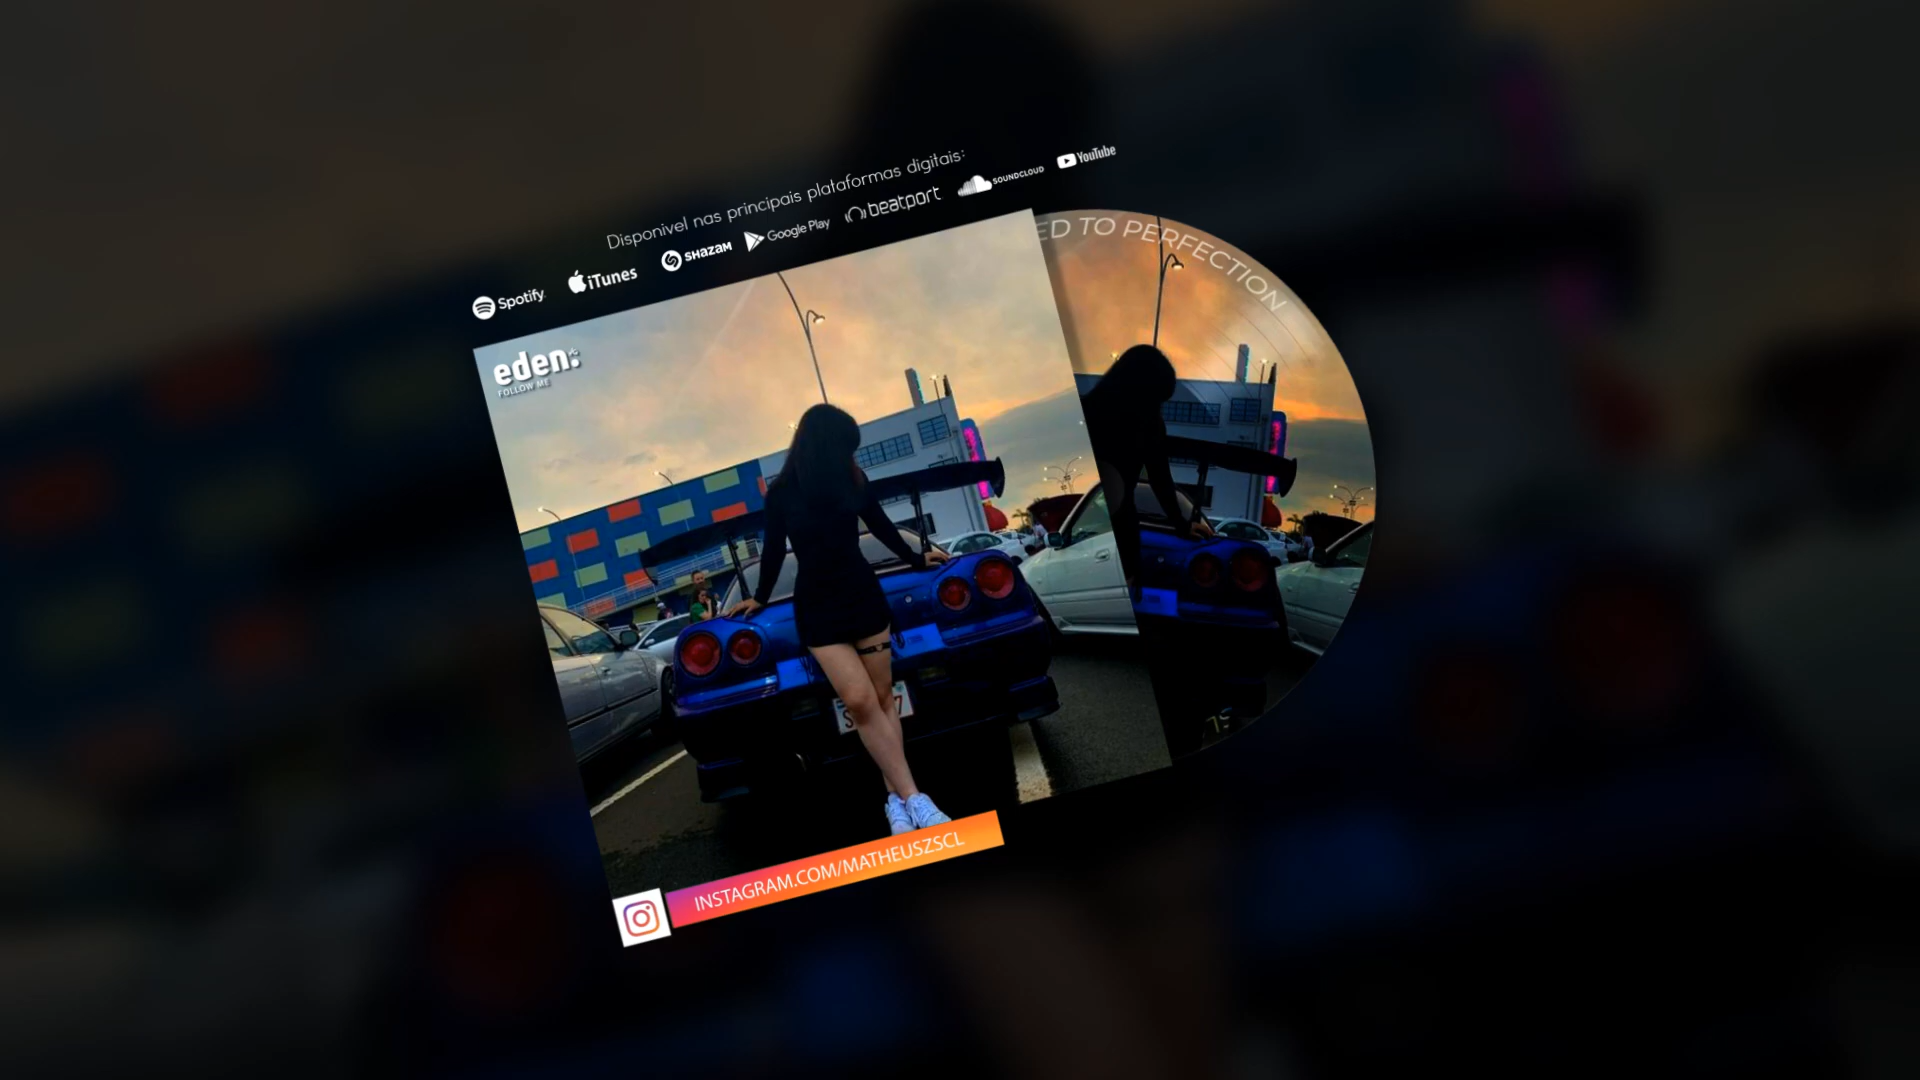 Disponivel nas principais plataformas digitais:
Spotify iTunes SHAZAM Google Play beatport SOUNDCLOUD YouTube
ED TO PERFECTION
eden:
FOLLOW ME
INSTAGRAM.COM/MATHEUSZSCL